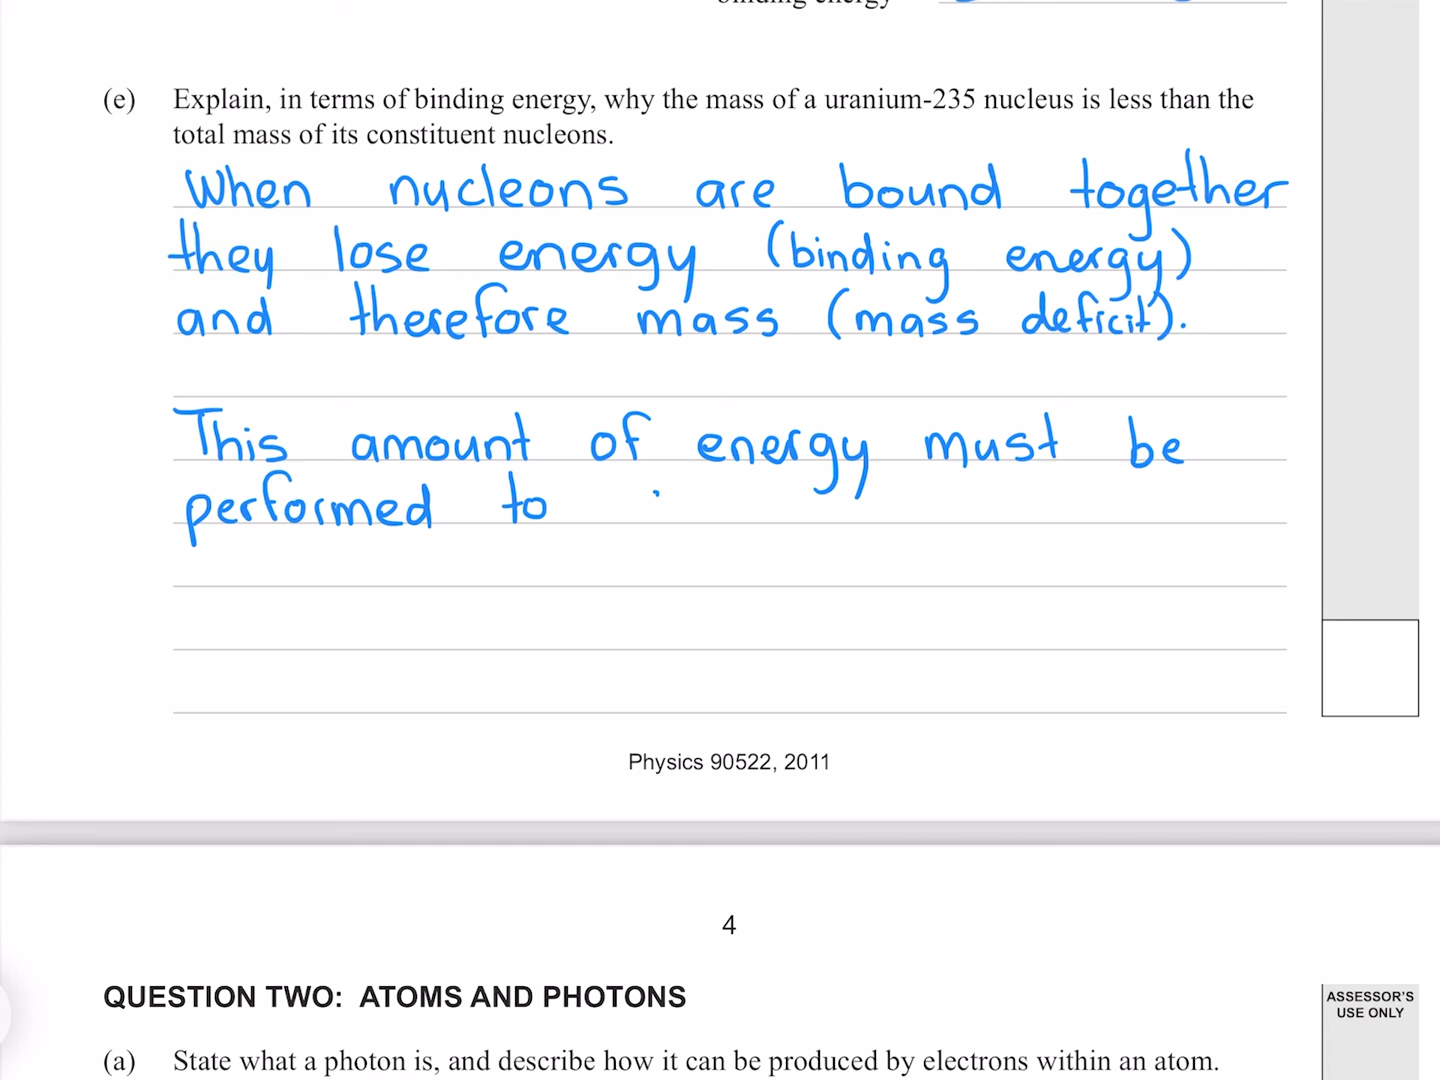 binding energy
(e) Explain, in terms of binding energy, why the mass of a uranium-235 nucleus is less than the
total mass of its constituent nucleons.
When nucleons are bound together
they lose energy (binding energy)
and therefore mass (mass deficit).
This amount of energy must be
performed to
Physics 90522, 2011
4
QUESTION TWO: ATOMS AND PHOTONS
ASSESSOR'S
USE ONLY
(a) State what a photon is, and describe how it can be produced by electrons within an atom.